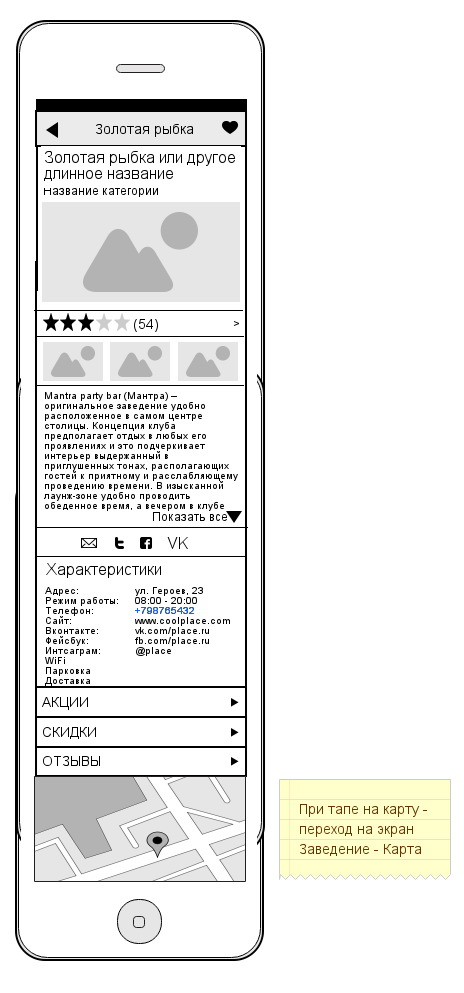 Золотая рыбка
Золотая рыбка или другое
длинное название
Название категории
(54)
>
Mantra party bar (Мантра) —
оригинальное заведение удобно
расположенное в самом центре
столицы. Концепция клуба
предполагает отдых в любых его
проявлениях и это подчеркивает
интерьер выдержанный в
приглушенных тонах, располагающих
гостей к приятному и расслабляющему
проведению времени. В изысканной
лаунж-зоне удобно проводить
обеденное время, а вечером в клубе
Показать все
VK
Характеристики
Адрес: ул. Героев, 23
Режим работы: 08:00 - 20:00
Телефон: +798765432
Сайт: www.coolplace.com
Вконтакте: vk.com/place.ru
Фейсбук: fb.com/place.ru
Интсаграм: @place
WiFi
Парковка
Доставка
АКЦИИ
СКИДКИ
ОТЗЫВЫ
При тапе на карту -
переход на экран
Заведение - Карта